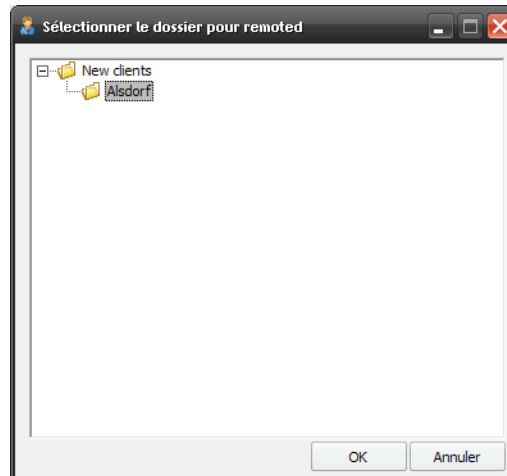 Sélectionner le dossier pour remoted
New clients
Alsdorf
OK Annuler